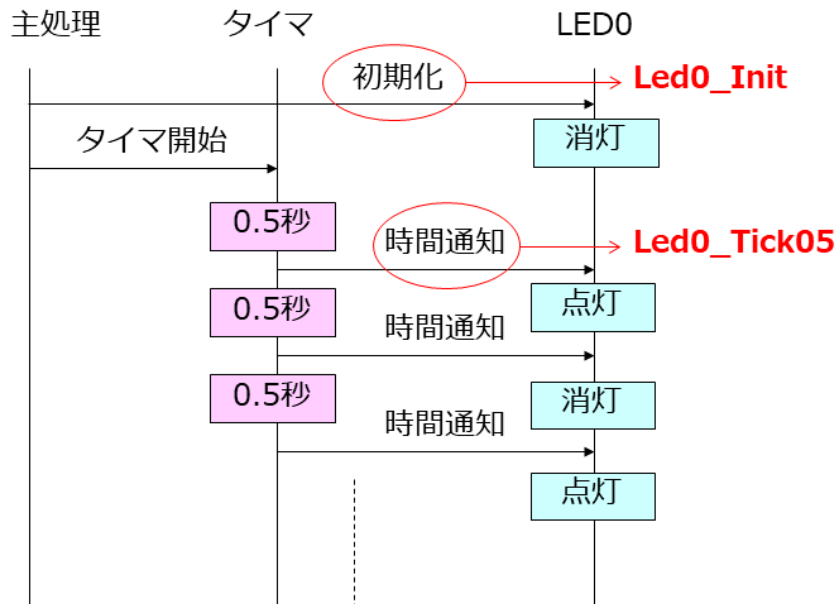 主処理
タイマ
LED0
初期化
Led0_Init
タイマ開始
消灯
0.5秒
時間通知
Led0_Tick05
0.5秒
点灯
時間通知
0.5秒
消灯
時間通知
点灯